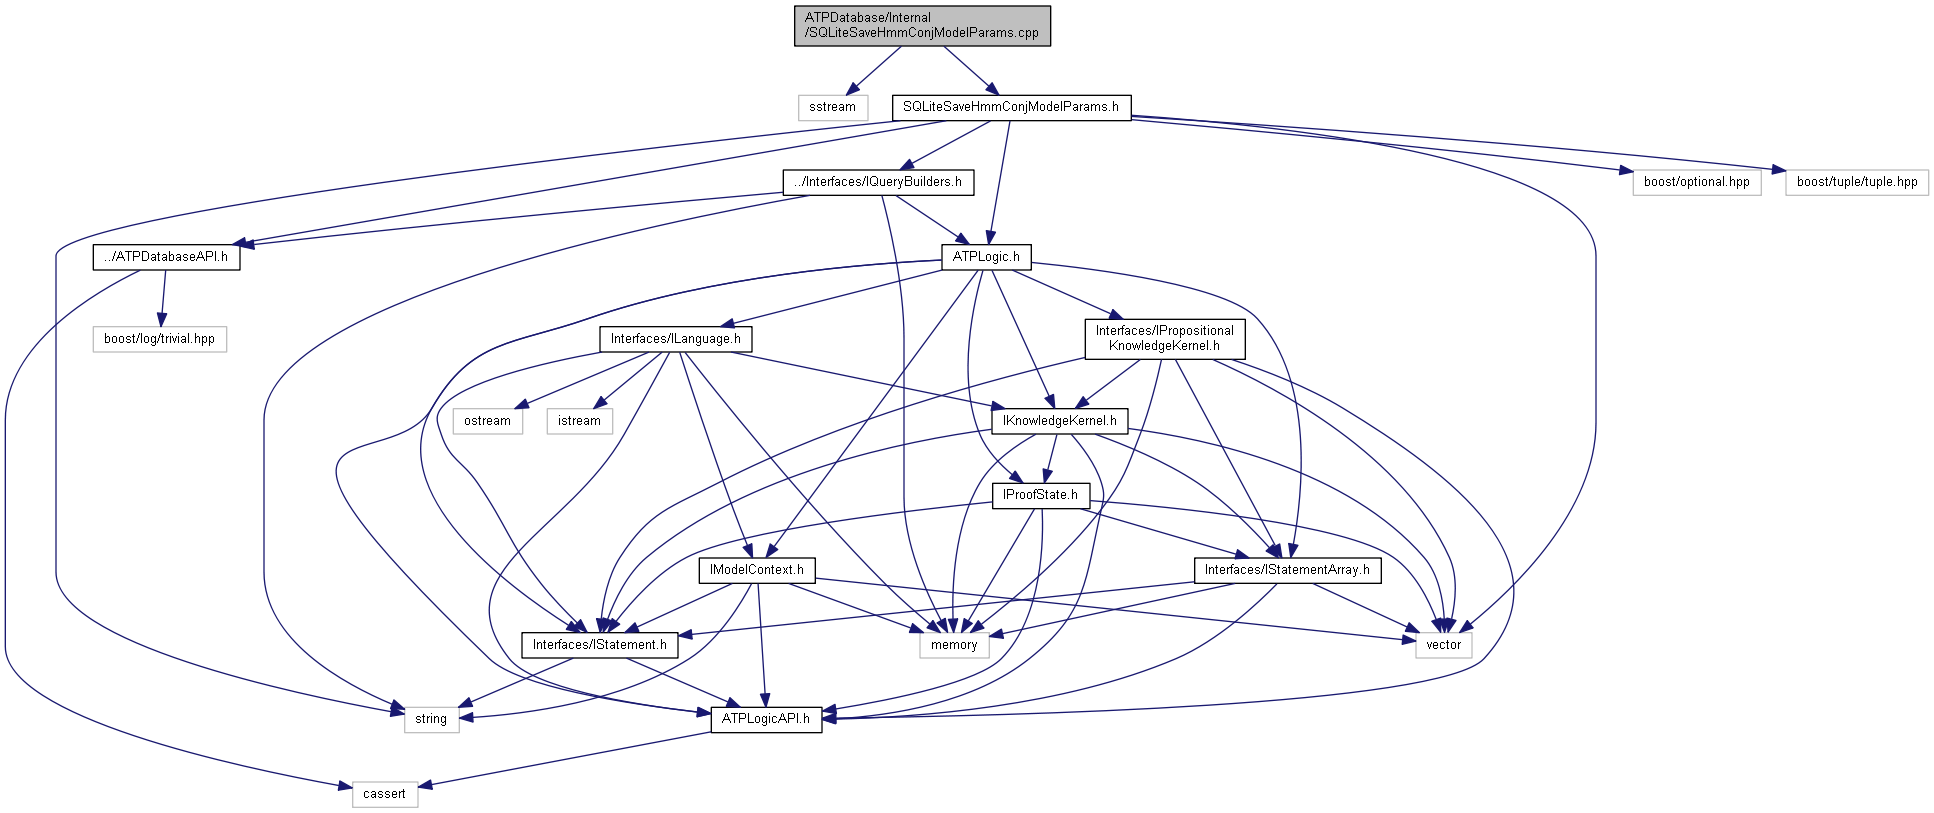 ATPDatabase/Internal
/SQLiteSaveHmmConjModelParams.cpp
sstream
SQLiteSaveHmmConjModelParams.h
../Interfaces/IQueryBuilders.h
boost/optional.hpp
boost/tuple/tuple.hpp
../ATPDatabaseAPI.h
ATPLogic.h
boost/log/trivial.hpp
Interfaces/ILanguage.h
Interfaces/IPropositional
KnowledgeKernel.h
ostream
istream
IKnowledgeKernel.h
IProofState.h
IModelContext.h
Interfaces/IStatementArray.h
Interfaces/IStatement.h
memory
vector
string
ATPLogicAPI.h
cassert